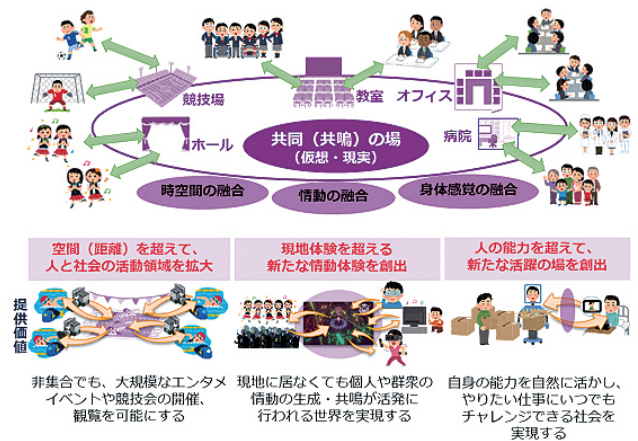 競技場
教室
オフィス
ホール
共同（共鳴）の場
（仮想・現実）
病院
時空間の融合
情動の融合
身体感覚の融合
空間（距離）を超えて、
人と社会の活動領域を拡大
現地体験を超える
新たな情動体験を創出
人の能力を超えて、
新たな活躍の場を創出
提供価値
非集合でも、大規模なエンタメ
イベントや競技会の開催、
観覧を可能にする
現地に居なくても個人や群衆の
情動の生成・共鳴が活発に
行われる世界を実現する
自身の能力を自然に活かし、
やりたい仕事にいつでも
チャレンジできる社会を
実現する